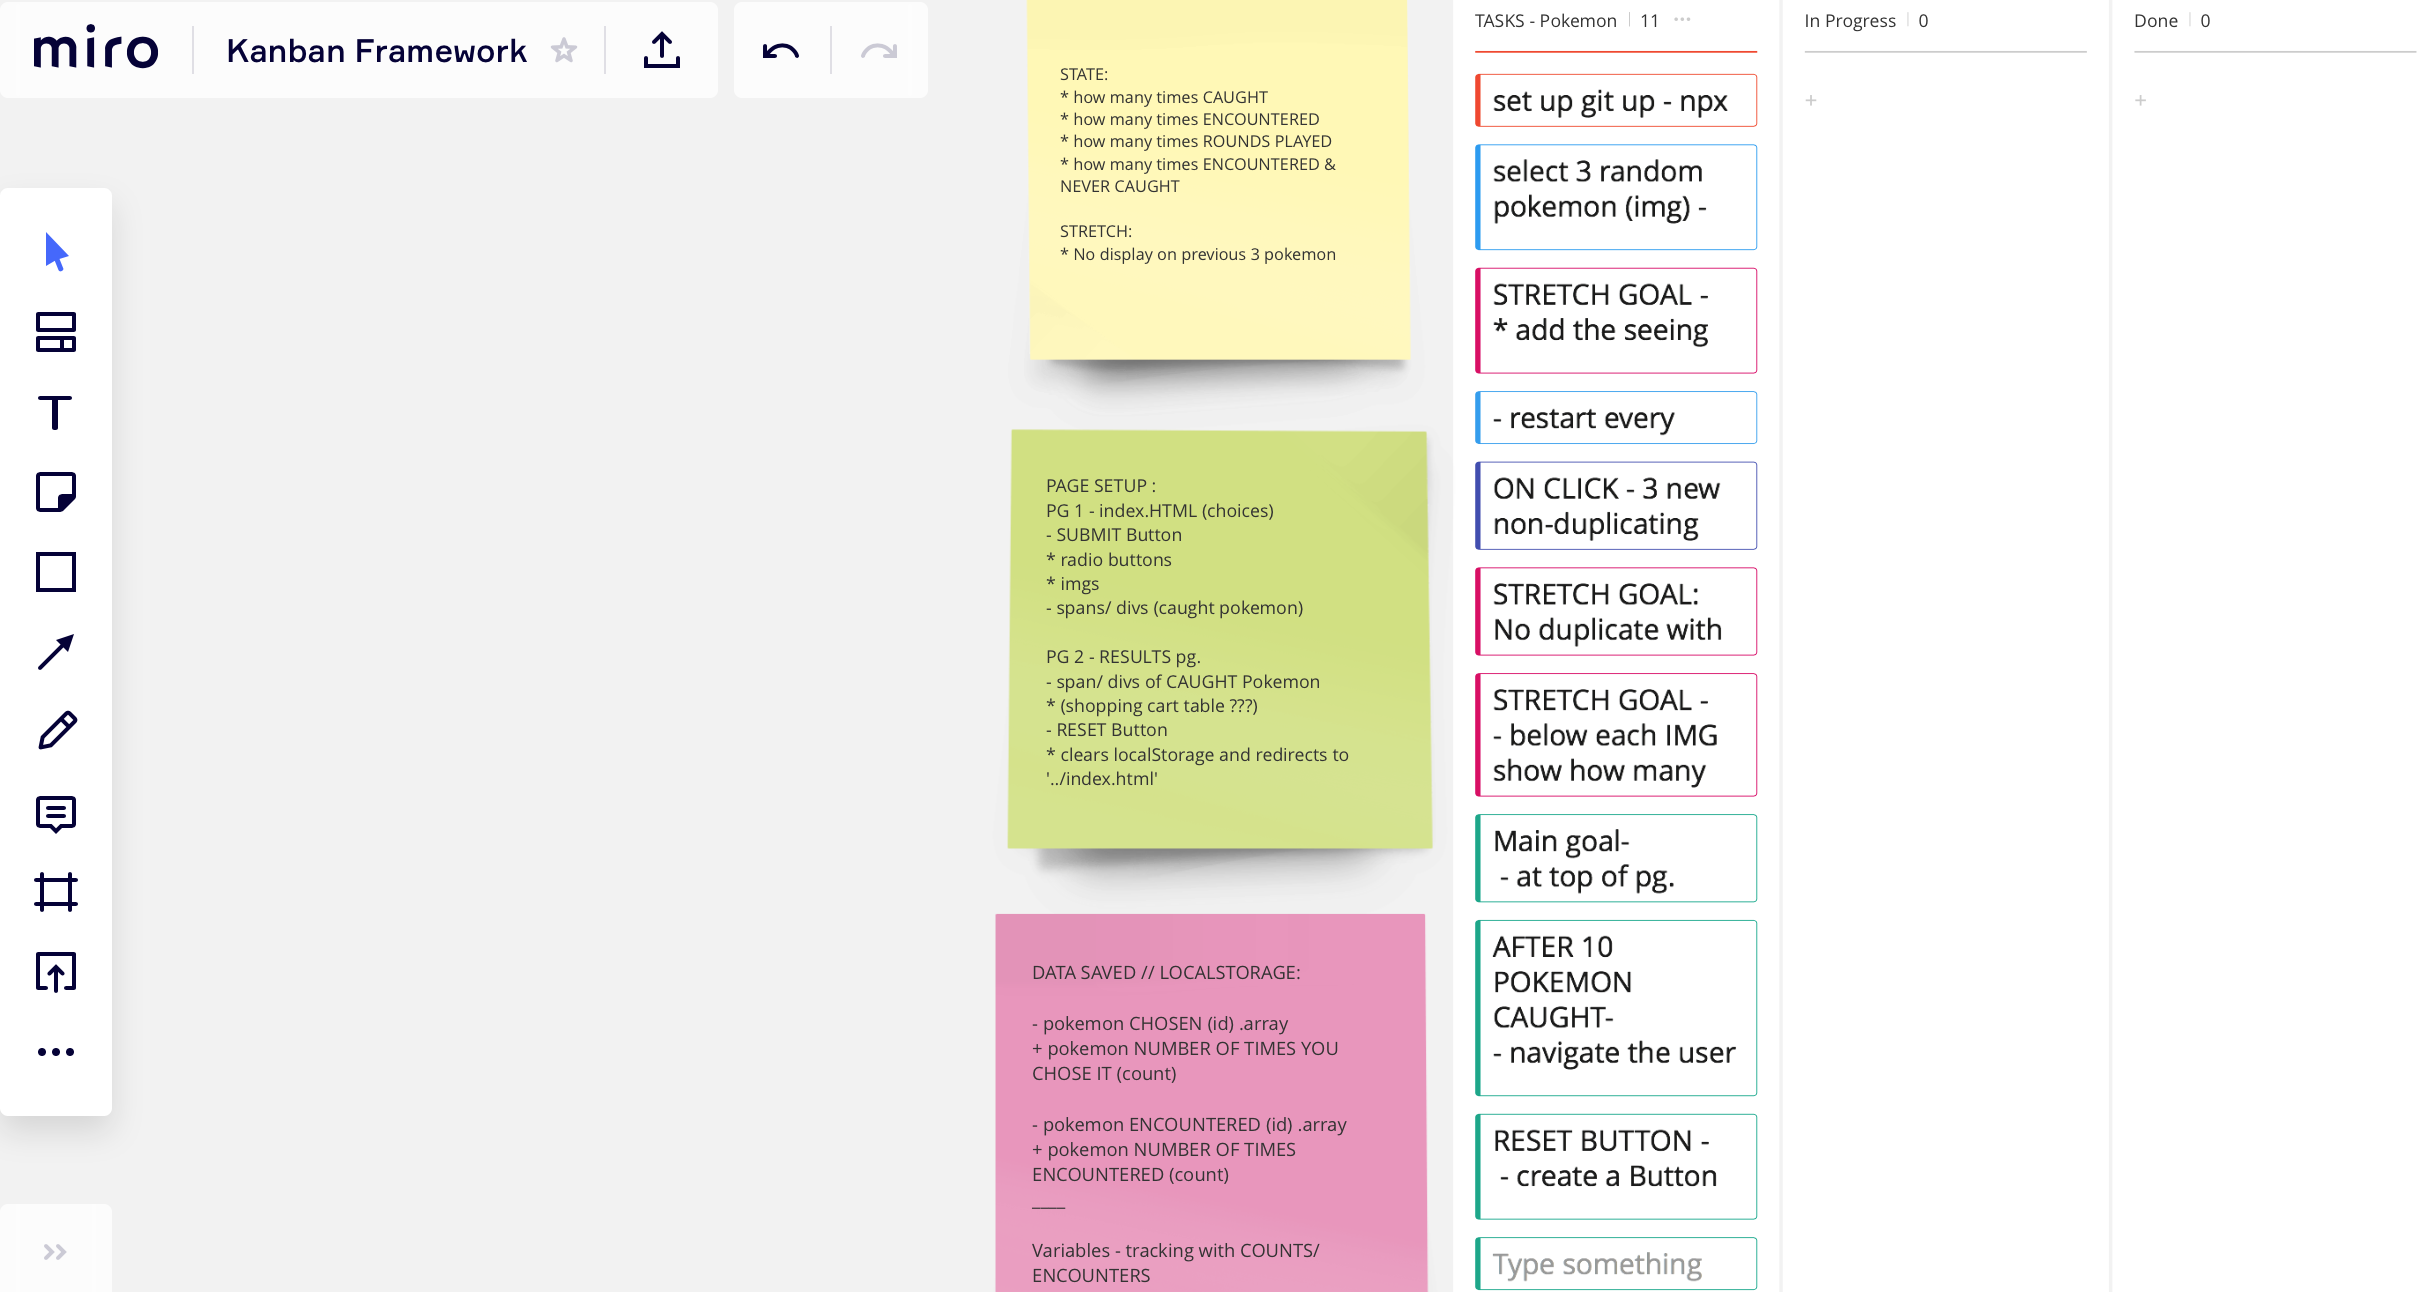 miro
Kanban Framework
STATE:
* how many times CAUGHT
* how many times ENCOUNTERED
* how many times ROUNDS PLAYED
* how many times ENCOUNTERED &
NEVER CAUGHT
STRETCH:
* No display on previous 3 pokemon
PAGE SETUP :
PG 1 - index.HTML (choices)
- SUBMIT Button
* radio buttons
* imgs
- spans/ divs (caught pokemon)
PG 2 - RESULTS pg.
- span/ divs of CAUGHT Pokemon
* (shopping cart table ???)
- RESET Button
* clears localStorage and redirects to
'../index.html'
DATA SAVED // LOCALSTORAGE:
- pokemon CHOSEN (id) .array
+ pokemon NUMBER OF TIMES YOU
CHOSE IT (count)
- pokemon ENCOUNTERED (id) .array
+ pokemon NUMBER OF TIMES
ENCOUNTERED (count)
____
Variables - tracking with COUNTS/
ENCOUNTERS
TASKS - Pokemon 11 ...
set up git up - npx
select 3 random
pokemon (img) -
STRETCH GOAL -
* add the seeing
- restart every
ON CLICK - 3 new
non-duplicating
STRETCH GOAL:
No duplicate with
STRETCH GOAL -
- below each IMG
show how many
Main goal-
- at top of pg.
AFTER 10
POKEMON
CAUGHT-
- navigate the user
RESET BUTTON -
- create a Button
Type something
In Progress 0
+
Done 0
+